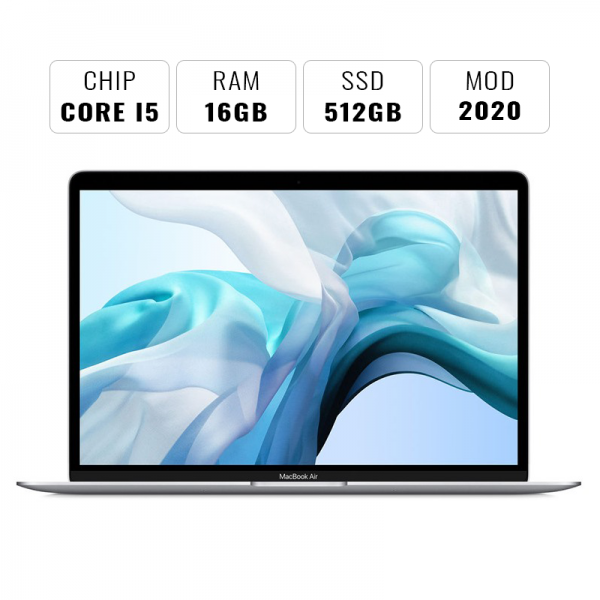 CHIP
CORE I5
RAM
16GB
SSD
512GB
MOD
2020
MacBook Air